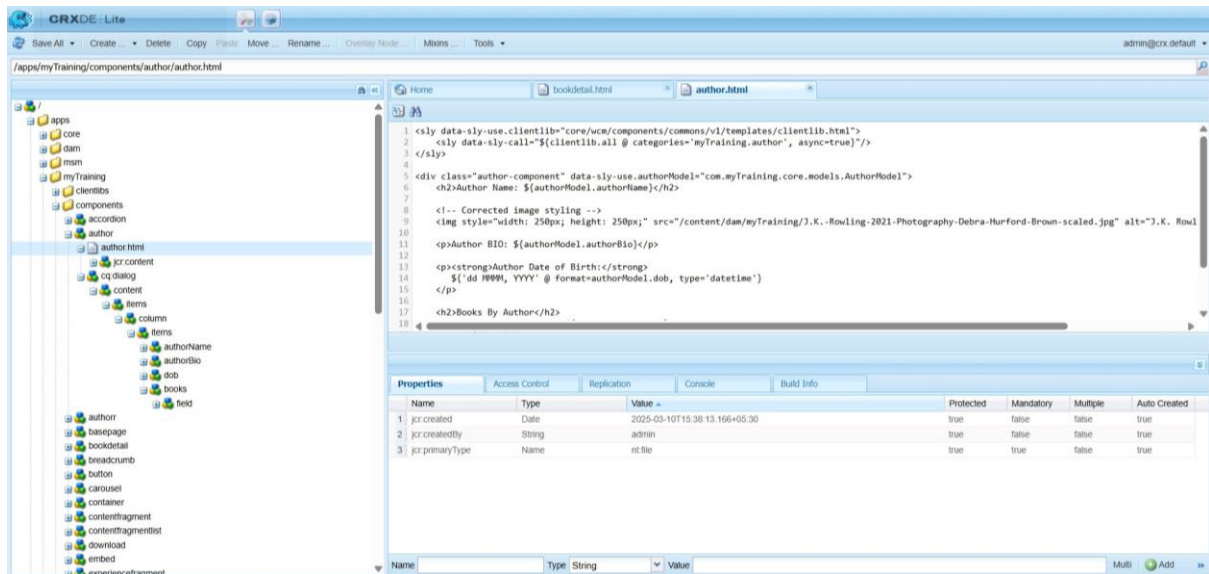 CRXDE Lite
Save All Create ... Delete Copy Paste Move ... Rename ... Overlay Node ... Mixins ... Tools admin@crx.default
/apps/myTraining/components/author/author.html
Home bookdetail.html author.html
/
apps
core
dam
msm
myTraining
clientlibs
components
accordion
author
author.html
jcr:content
cq:dialog
content
items
column
items
authorName
authorBio
dob
books
field
authorr
basepage
bookdetail
breadcrumb
button
carousel
container
contentfragment
contentfragmentlist
download
embed
experiencefragment
1 <sly data-sly-use.clientlib="core/wcm/components/commons/v1/templates/clientlib.html">
2 <sly data-sly-call="${clientlib.all @ categories='myTraining.author', async=true}"/>
3 </sly>
4
5 <div class="author-component" data-sly-use.authorModel="com.myTraining.core.models.AuthorModel">
6 <h2>Author Name: ${authorModel.authorName}</h2>
7
8 <!-- Corrected image styling -->
9 <img style="width: 250px; height: 250px;" src="/content/dam/myTraining/J.K.-Rowling-2021-Photography-Debra-Hurford-Brown-scaled.jpg" alt="J.K. Rowl
10
11 <p>Author BIO: ${authorModel.authorBio}</p>
12
13 <p><strong>Author Date of Birth:</strong>
14 ${'dd MMMM, YYYY' @ format=authorModel.dob, type='datetime'}
15 </p>
16
17 <h2>Books By Author</h2>
18
Properties Access Control Replication Console Build Info
Name Type Value Protected Mandatory Multiple Auto Created
1 jcr:created Date 2025-03-10T15:38:13.166+05:30 true false false true
2 jcr:createdBy String admin true false false true
3 jcr:primaryType Name nt:file true true false true
Name Type String Value Multi Add